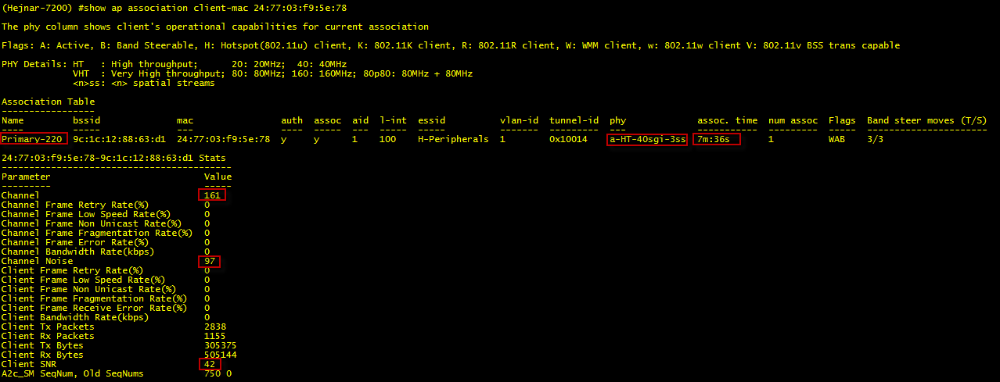 (Hejnar-7200) #show ap association client-mac 24:77:03:f9:5e:78
The phy column shows client's operational capabilities for current association
Flags: A: Active, B: Band Steerable, H: Hotspot(802.11u) client, K: 802.11K client, R: 802.11R client, W: WMM client, w: 802.11w client V: 802.11v BSS trans capable
PHY Details: HT : High throughput; 20: 20MHz; 40: 40MHz
VHT : Very High throughput; 80: 80MHz; 160: 160MHz; 80p80: 80MHz + 80MHz
<n>ss: <n> spatial streams
Association Table
-----------------
Name bssid mac auth assoc aid l-int essid vlan-id tunnel-id phy assoc. time num assoc Flags Band steer moves (T/S)
---- ----- --- ---- ----- --- ----- ----- ------- --------- --- ----------- --------- ----- ----------------------
Primary-220 9c:1c:12:88:63:d1 24:77:03:f9:5e:78 y y 1 100 H-Peripherals 1 0x10014 a-HT-40sgi-3ss 7m:36s 1 WAB 3/3
24:77:03:f9:5e:78-9c:1c:12:88:63:d1 Stats
------------------------------------------
Parameter Value
--------- -----
Channel 161
Channel Frame Retry Rate(%) 0
Channel Frame Low Speed Rate(%) 0
Channel Frame Non Unicast Rate(%) 0
Channel Frame Fragmentation Rate(%) 0
Channel Frame Error Rate(%) 0
Channel Bandwidth Rate(kbps) 0
Channel Noise 97
Client Frame Retry Rate(%) 0
Client Frame Low Speed Rate(%) 0
Client Frame Non Unicast Rate(%) 0
Client Frame Fragmentation Rate(%) 0
Client Frame Receive Error Rate(%) 0
Client Bandwidth Rate(kbps) 0
Client Tx Packets 2838
Client Rx Packets 1155
Client Tx Bytes 305375
Client Rx Bytes 505144
Client SNR 42
A2c_SM SeqNum, Old SeqNums 750 0